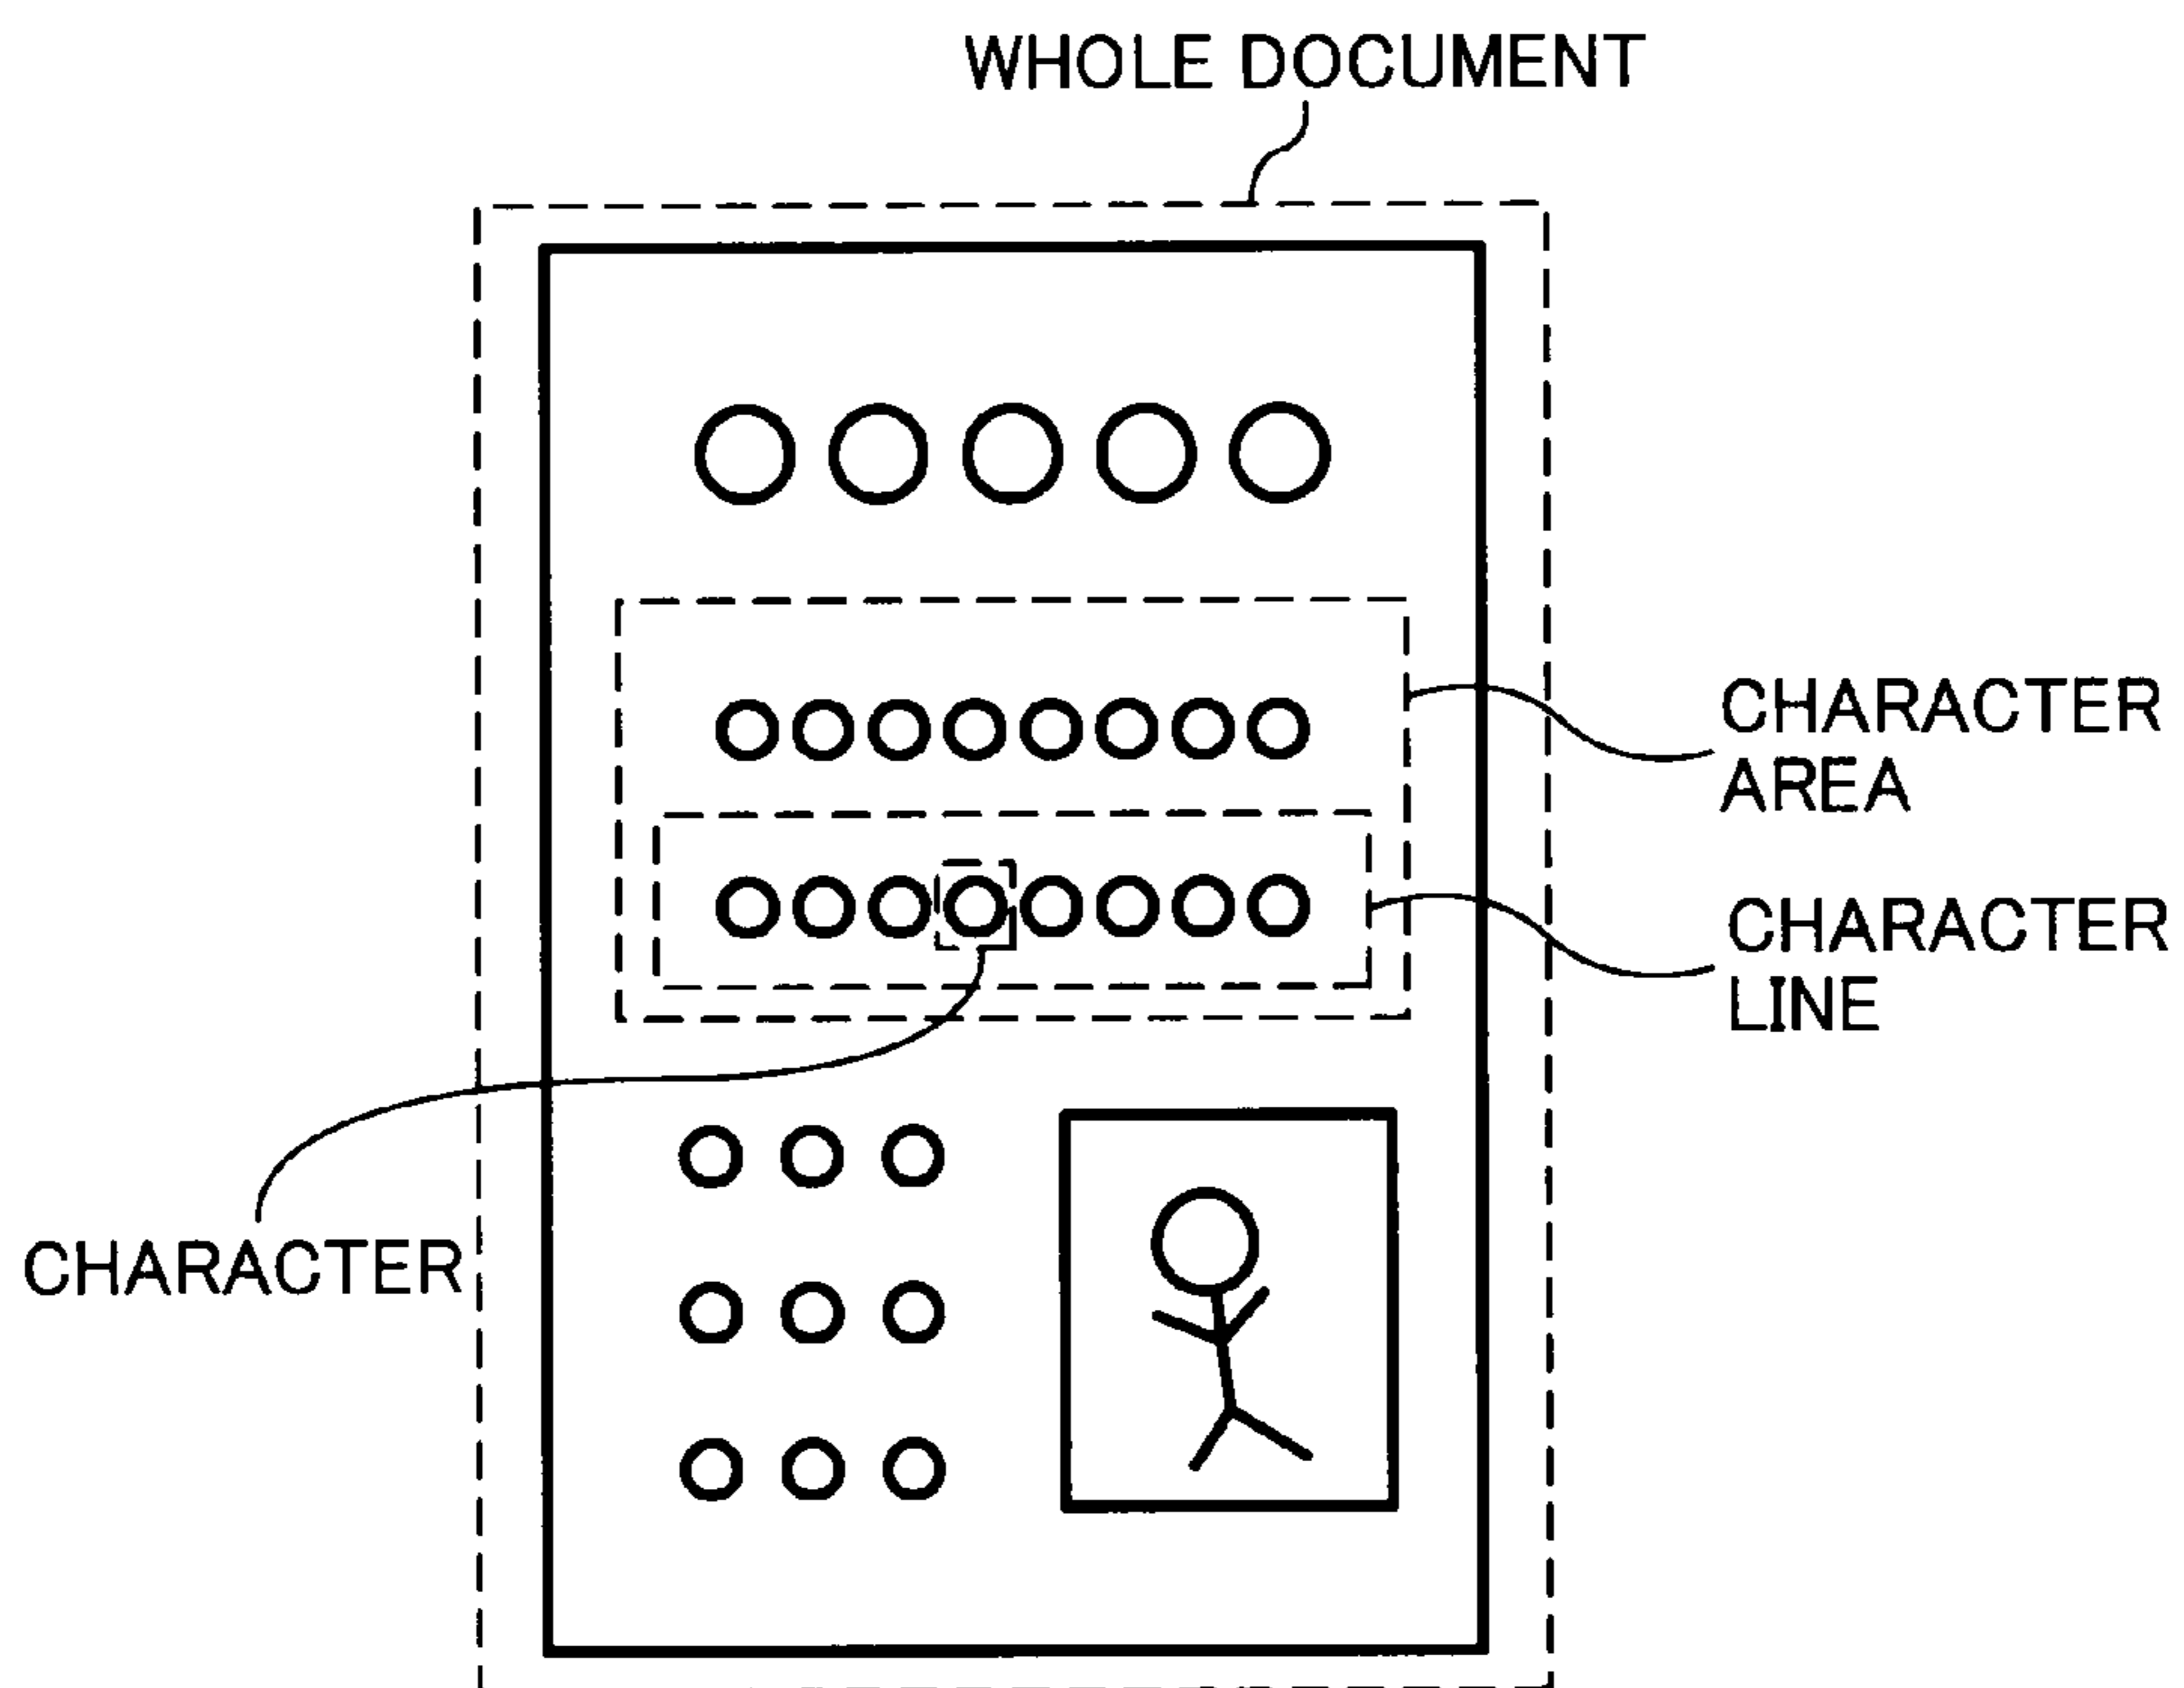 WHOLE DOCUMENT
CHARACTER
AREA
CHARACTER
LINE
CHARACTER